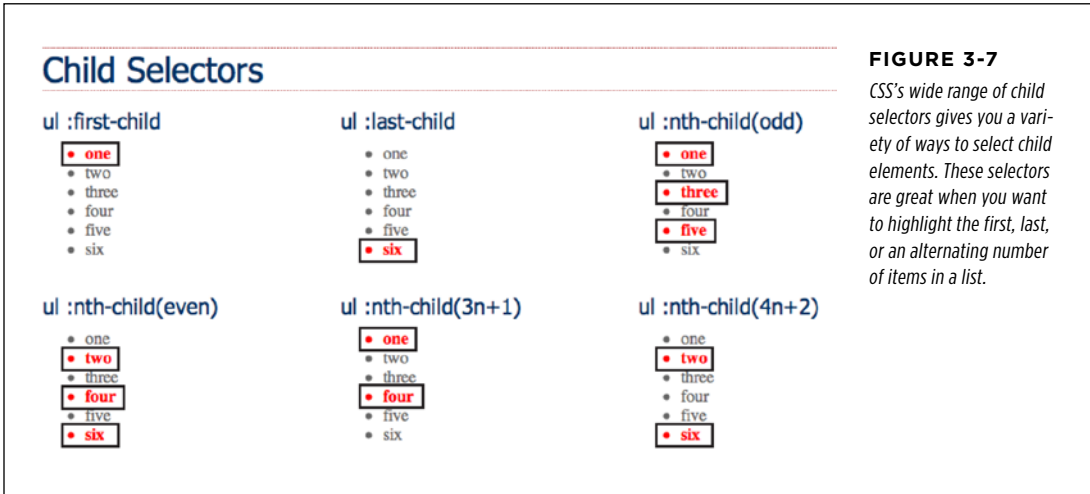 Child Selectors
ul :first-child
• one
• two
• three
• four
• five
• six
ul :last-child
• one
• two
• three
• four
• five
• six
ul :nth-child(odd)
• one
• two
• three
• four
• five
• six
ul :nth-child(even)
• one
• two
• three
• four
• five
• six
ul :nth-child(3n+1)
• one
• two
• three
• four
• five
• six
ul :nth-child(4n+2)
• one
• two
• three
• four
• five
• six
FIGURE 3-7
CSS's wide range of child
selectors gives you a vari-
ety of ways to select child
elements. These selectors
are great when you want
to highlight the first, last,
or an alternating number
of items in a list.